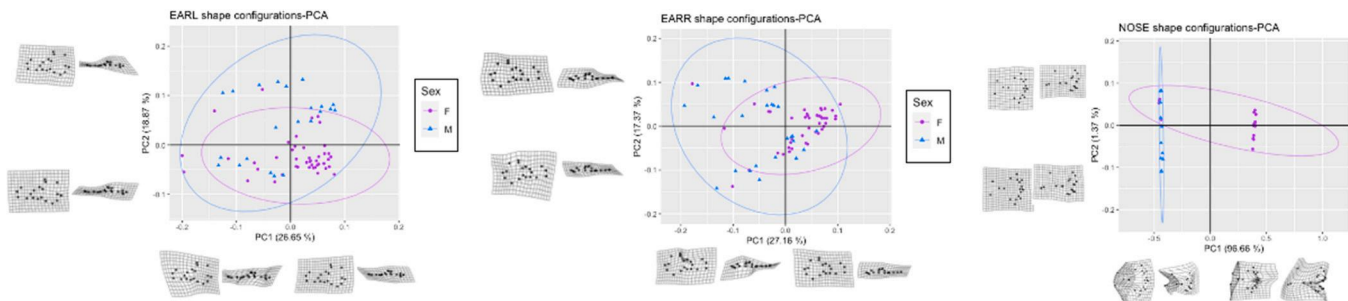 EARL shape configurations-PCA
0.2
0.1
0.0
-0.1
PC2 (18.87 %)
-0.2
-0.1
0.0
0.1
0.2
PC1 (26.65 %)
Sex
F
M
EARR shape configurations-PCA
0.2
0.1
0.0
-0.1
-0.2
PC2 (17.37 %)
-0.2
-0.1
0.0
0.1
0.2
PC1 (27.16 %)
Sex
F
M
NOSE shape configurations-PCA
0.2
0.1
0.0
-0.1
-0.2
PC2 (1.37 %)
-0.5
0.0
0.5
1.0
PC1 (96.66 %)